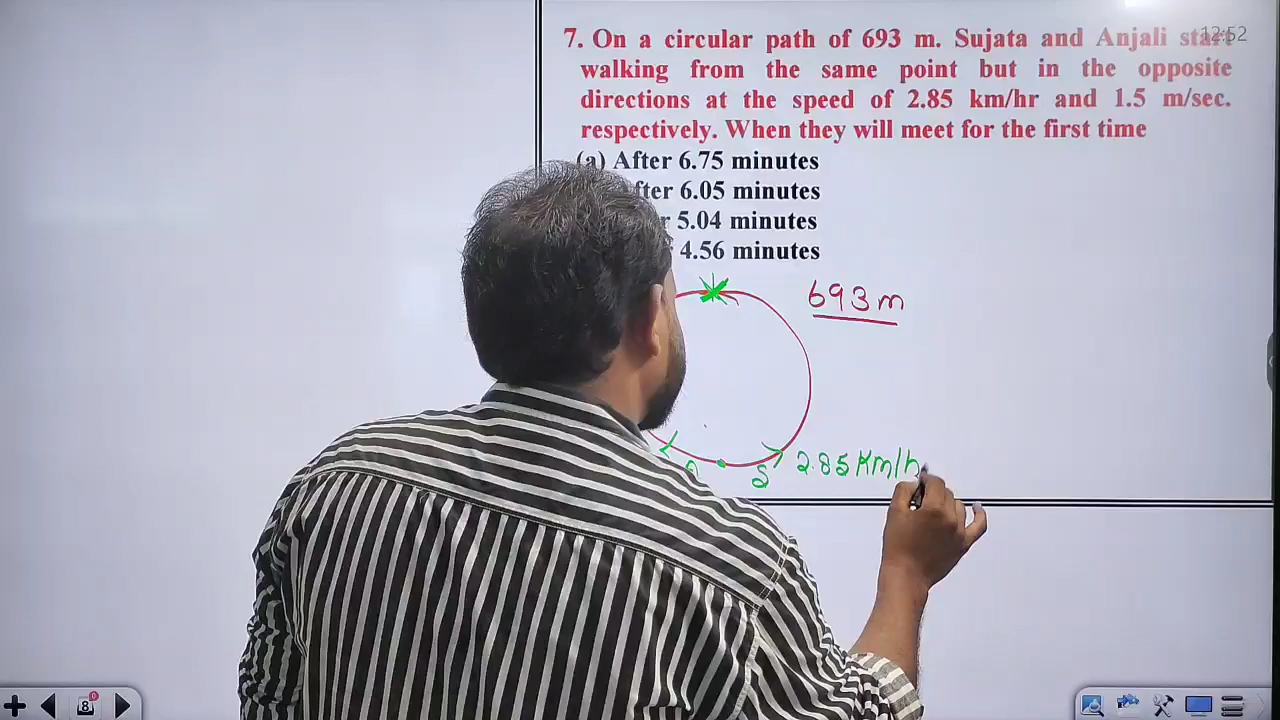 12:52
7. On a circular path of 693 m. Sujata and Anjali start
walking from the same point but in the opposite
directions at the speed of 2.85 km/hr and 1.5 m/sec.
respectively. When they will meet for the first time
(a) After 6.75 minutes
6.05 minutes
5.04 minutes
4.56 minutes
693 m
S 2.85 Km/h
8